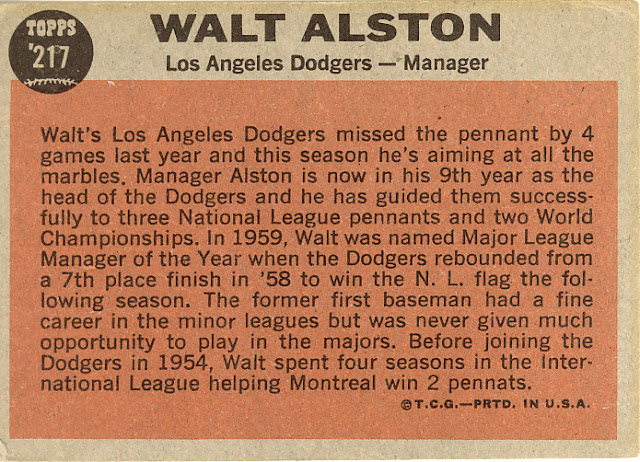 TOPPS
'217
WALT ALSTON
Los Angeles Dodgers — Manager
Walt's Los Angeles Dodgers missed the pennant by 4
games last year and this season he's aiming at all the
marbles. Manager Alston is now in his 9th year as the
head of the Dodgers and he has guided them success-
fully to three National League pennants and two World
Championships. In 1959, Walt was named Major League
Manager of the Year when the Dodgers rebounded from
a 7th place finish in '58 to win the N. L. flag the fol-
lowing season. The former first baseman had a fine
career in the minor leagues but was never given much
opportunity to play in the majors. Before joining the
Dodgers in 1954, Walt spent four seasons in the Inter-
national League helping Montreal win 2 pennats.
©T.C.G.—PRTD. IN U.S.A.